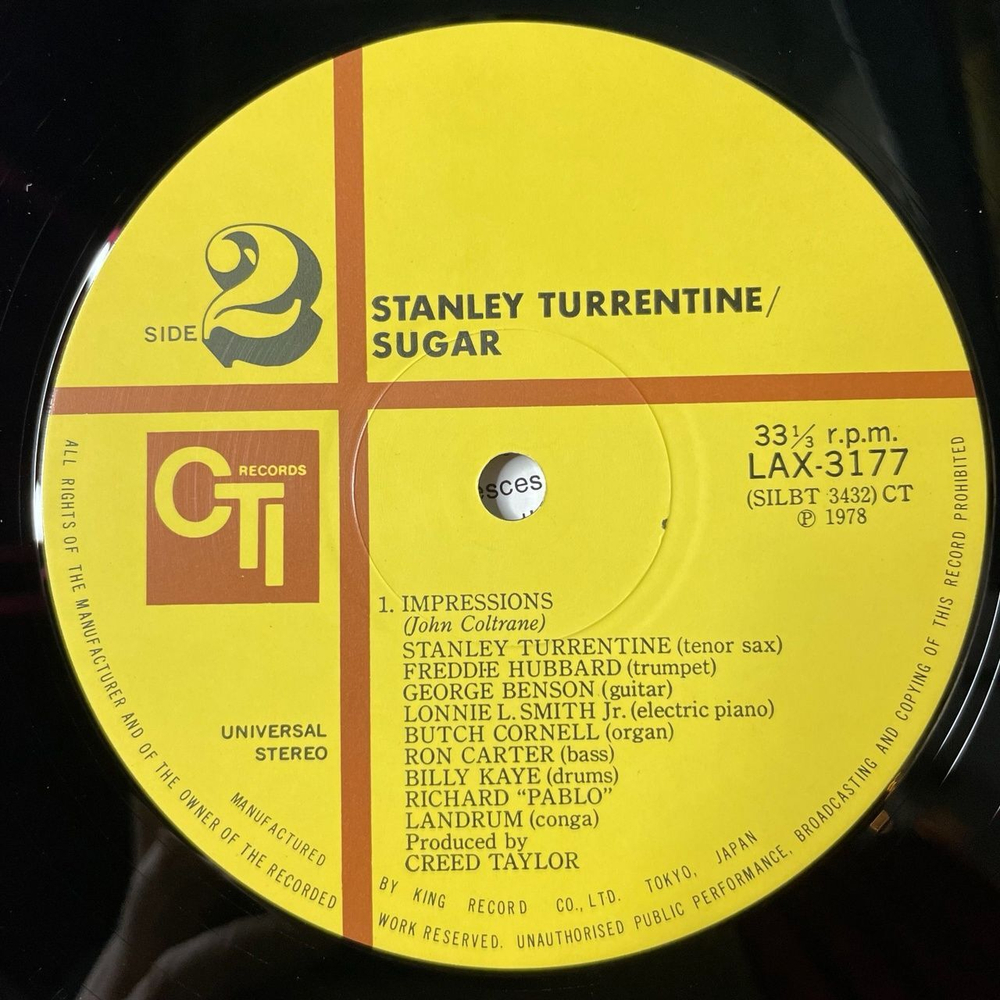 SIDE 2
STANLEY TURRENTINE/
SUGAR
CTI RECORDS
33⅓ r.p.m.
LAX-3177
(SILBT 3432) CT
Ⓟ 1978
esces
1. IMPRESSIONS
(John Coltrane)
STANLEY TURRENTINE (tenor sax)
FREDDIE HUBBARD (trumpet)
GEORGE BENSON (guitar)
LONNIE L. SMITH Jr. (electric piano)
BUTCH CORNELL (organ)
RON CARTER (bass)
BILLY KAYE (drums)
RICHARD “PABLO”
LANDRUM (conga)
Produced by
CREED TAYLOR
UNIVERSAL
STEREO
MANUFACTURED BY KING RECORD CO., LTD. TOKYO, JAPAN
ALL RIGHTS OF THE MANUFACTURER AND OF THE OWNER OF THE RECORDED WORK RESERVED. UNAUTHORISED PUBLIC PERFORMANCE, BROADCASTING AND COPYING OF THIS RECORD PROHIBITED